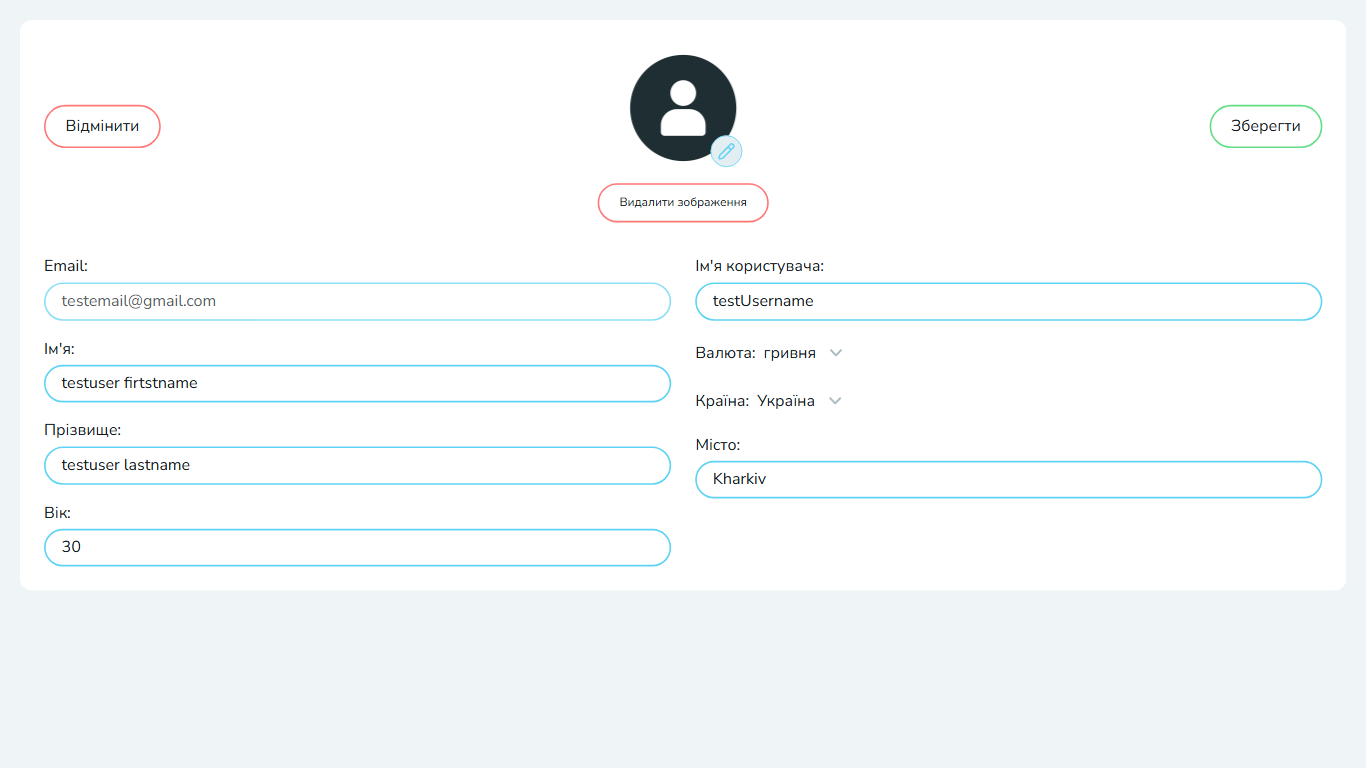 Відмінити
Зберегти
Видалити зображення
Email:
testemail@gmail.com
Ім'я:
testuser firtstname
Прізвище:
testuser lastname
Вік:
30
Ім'я користувача:
testUsername
Валюта: гривня
Країна: Україна
Місто:
Kharkiv